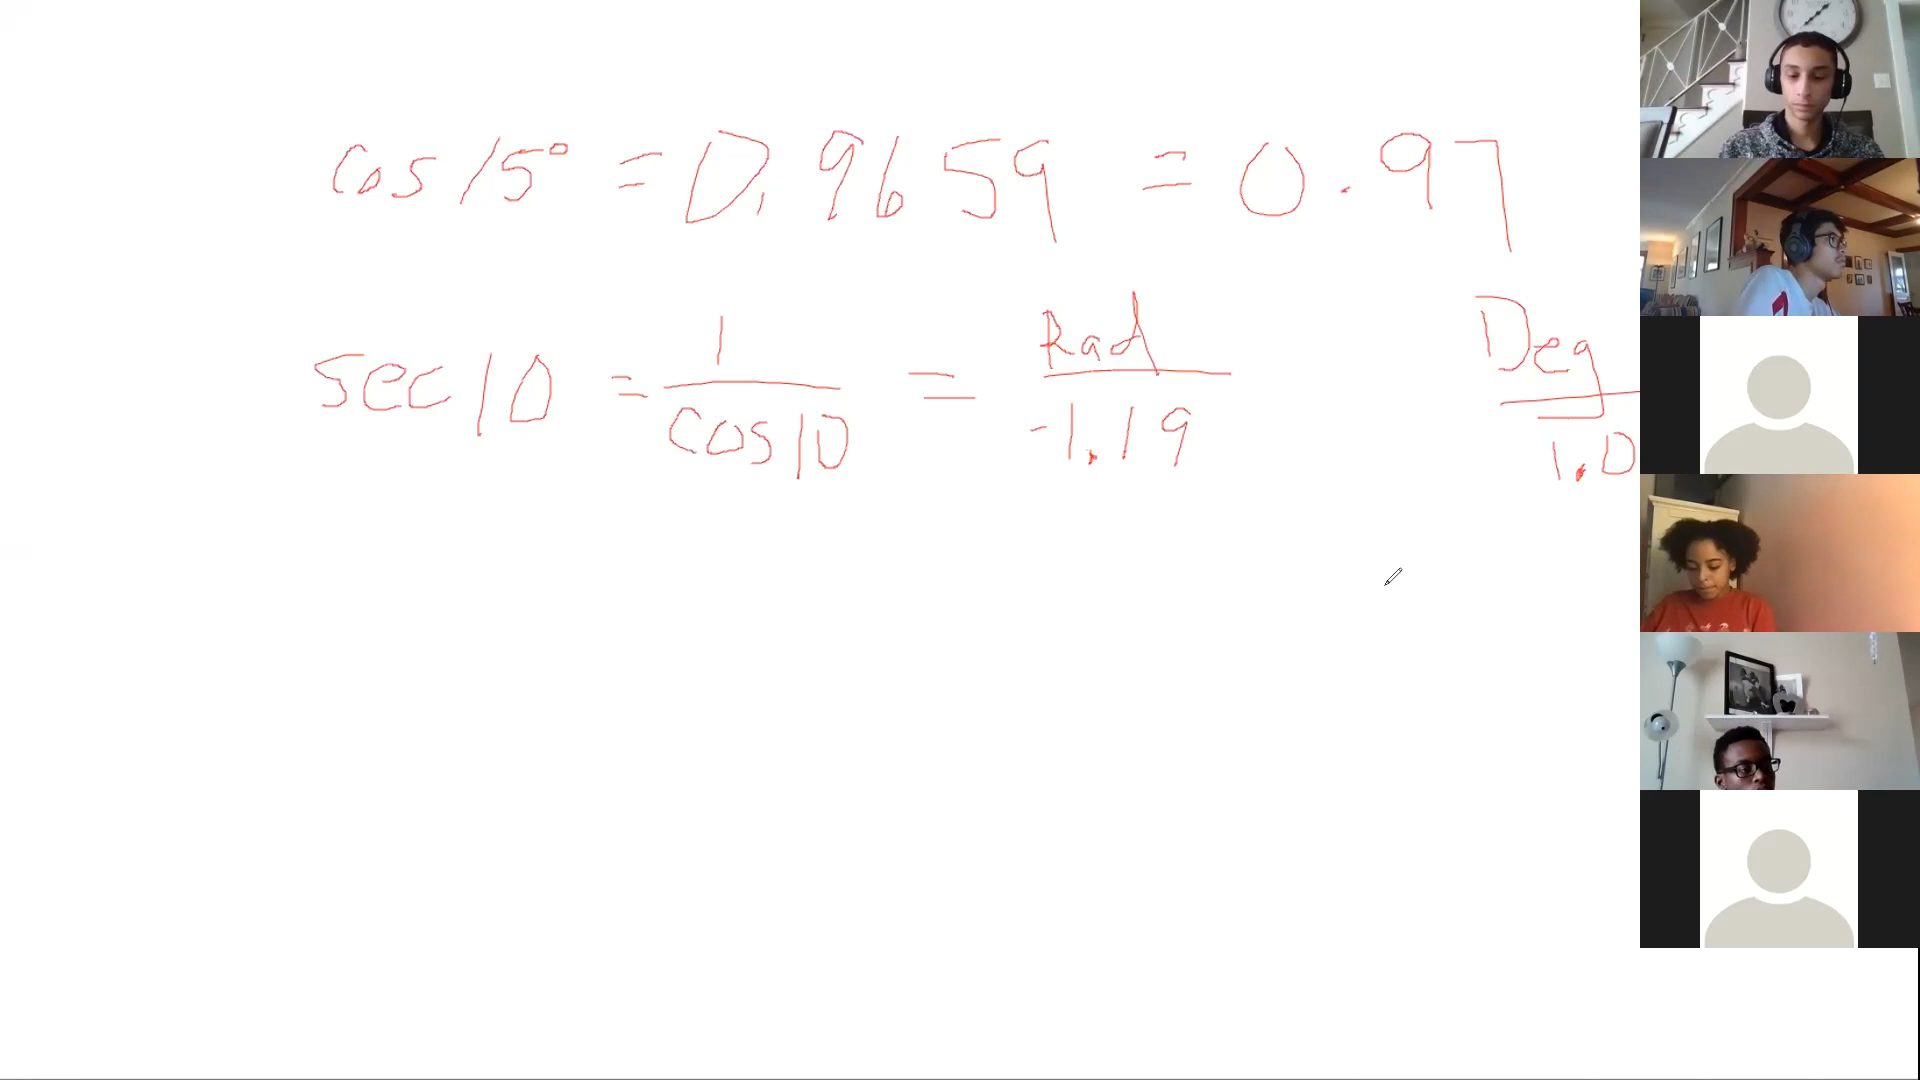 cos 15° = 0.9659 = 0.97
Rad Deg
sec 10 = 1/cos 10 = -1.19 1.0